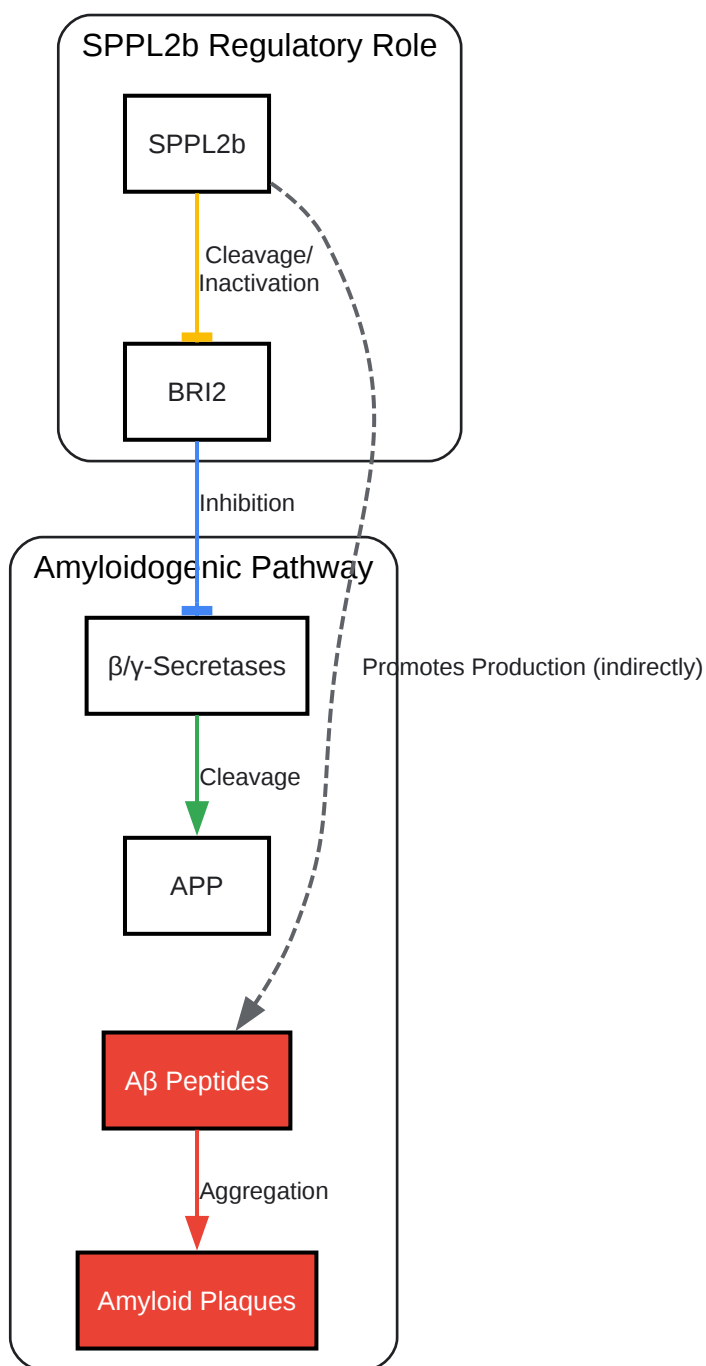 SPPL2b Regulatory Role
SPPL2b
Cleavage/
Inactivation
BRI2
Inhibition
Amyloidogenic Pathway
β/γ-Secretases
Promotes Production (indirectly)
Cleavage
APP
Aβ Peptides
Aggregation
Amyloid Plaques